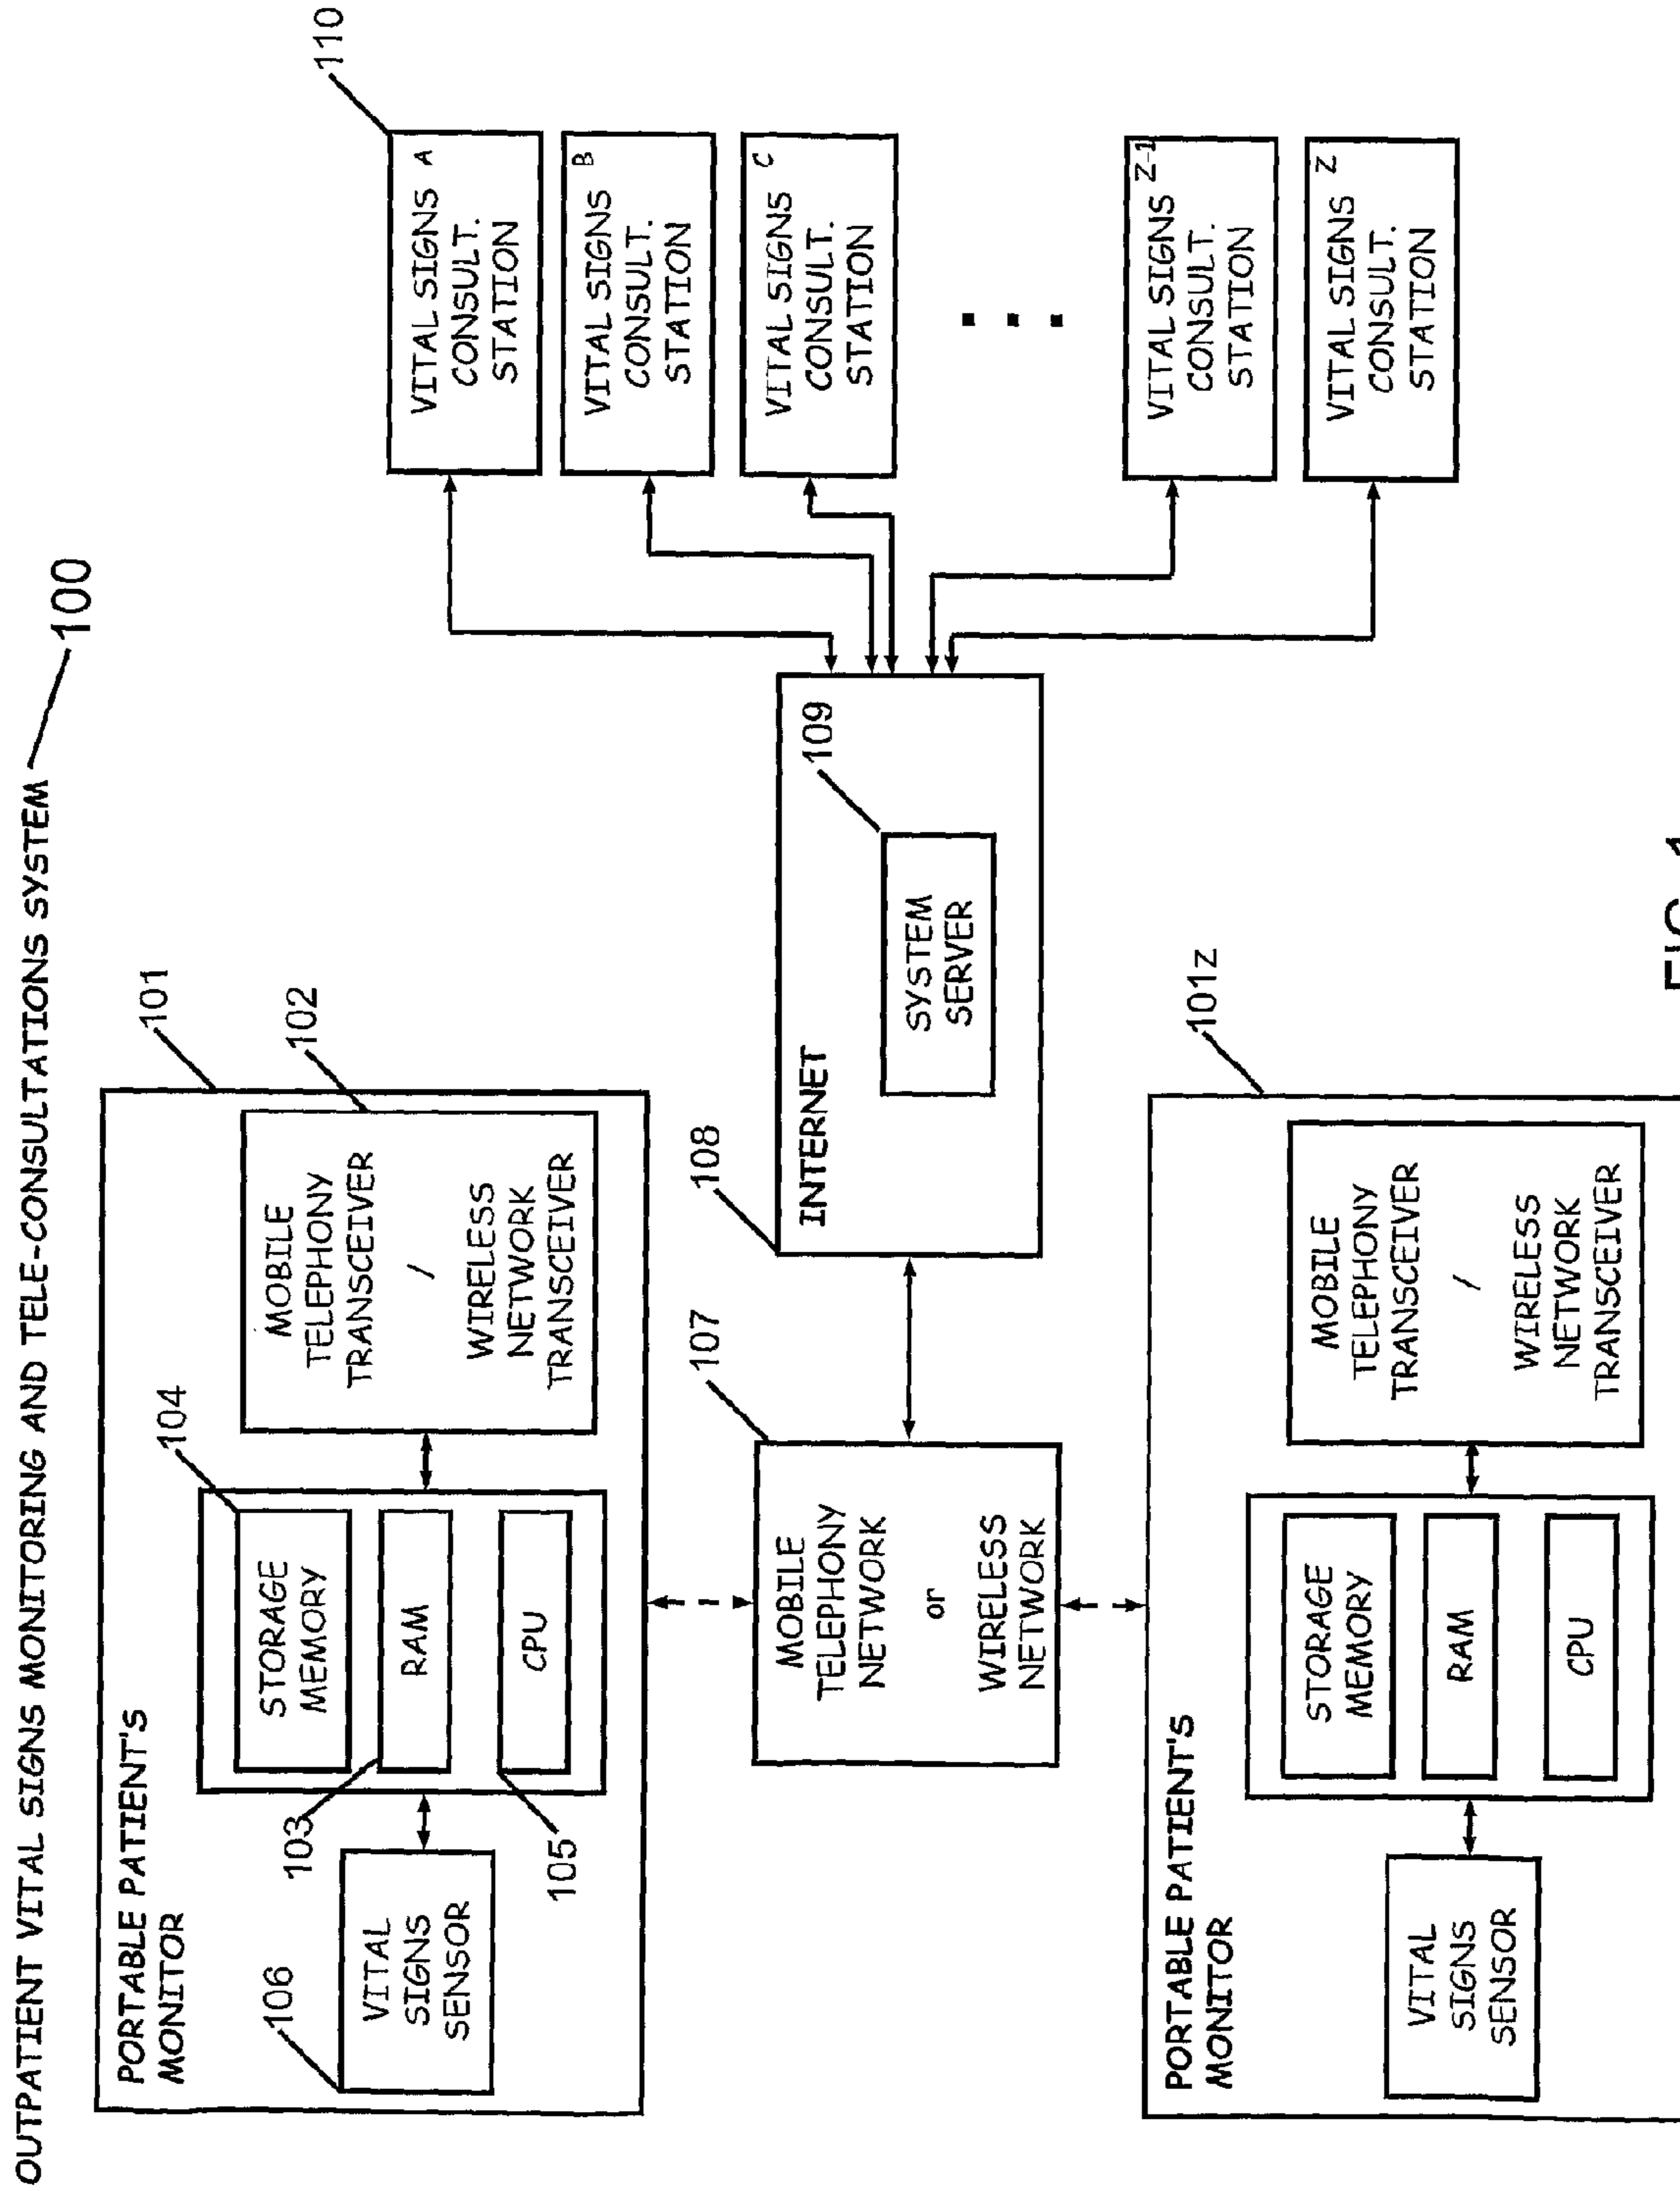 OUTPATIENT VITAL SIGNS MONITORING AND TELE-CONSULTATIONS SYSTEM
100
PORTABLE PATIENT'S
MONITOR
101
106
VITAL
SIGNS
SENSOR
104
STORAGE
MEMORY
103
RAM
105
CPU
102
MOBILE
TELEPHONY
TRANSCEIVER
/
WIRELESS
NETWORK
TRANSCEIVER
107
MOBILE
TELEPHONY
NETWORK
or
WIRELESS
NETWORK
108
INTERNET
109
SYSTEM
SERVER
110
VITAL SIGNS A
CONSULT.
STATION
VITAL SIGNS B
CONSULT.
STATION
VITAL SIGNS C
CONSULT.
STATION
VITAL SIGNS Z-1
CONSULT.
STATION
VITAL SIGNS Z
CONSULT.
STATION
PORTABLE PATIENT'S
MONITOR
101z
VITAL
SIGNS
SENSOR
STORAGE
MEMORY
RAM
CPU
MOBILE
TELEPHONY
TRANSCEIVER
/
WIRELESS
NETWORK
TRANSCEIVER